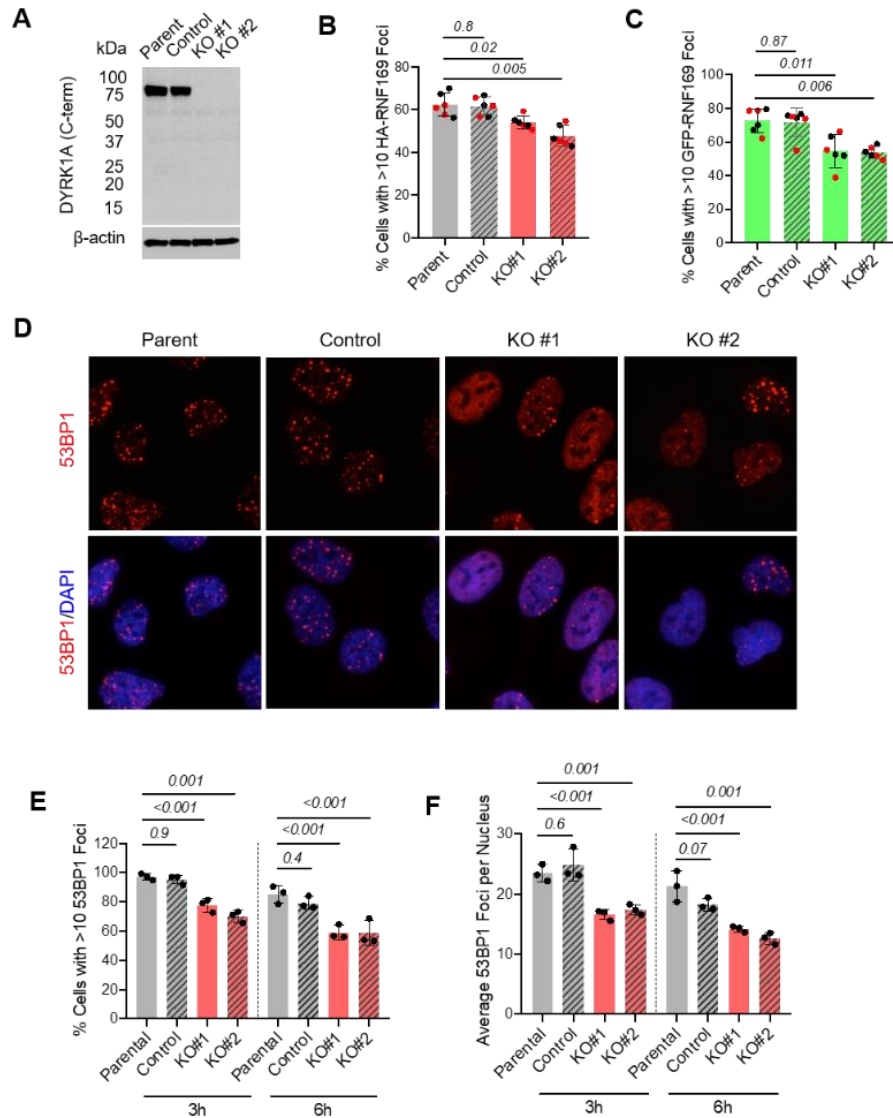 A
kDa
Parent
Control
KO #1
KO #2
DYRK1A (C-term)
100
75
50
37
25
20
15
β-actin
B
% Cells with >10 HA-RNF169 Foci
0.8
0.02
0.005
80
60
40
20
0
Parent
Control
KO#1
KO#2
C
% Cells with >10 GFP-RNF169 Foci
0.87
0.011
0.006
100
80
60
40
20
0
Parent
Control
KO#1
KO#2
D
Parent
Control
KO #1
KO #2
53BP1
53BP1/DAPI
E
% Cells with >10 53BP1 Foci
0.001
<0.001
0.9
<0.001
<0.001
0.4
120
100
80
60
40
20
0
Parental
Control
KO#1
KO#2
Parental
Control
KO#1
KO#2
3h
6h
F
Average 53BP1 Foci per Nucleus
0.001
<0.001
0.6
0.001
<0.001
0.07
30
20
10
0
Parental
Control
KO#1
KO#2
Parental
Control
KO#1
KO#2
3h
6h